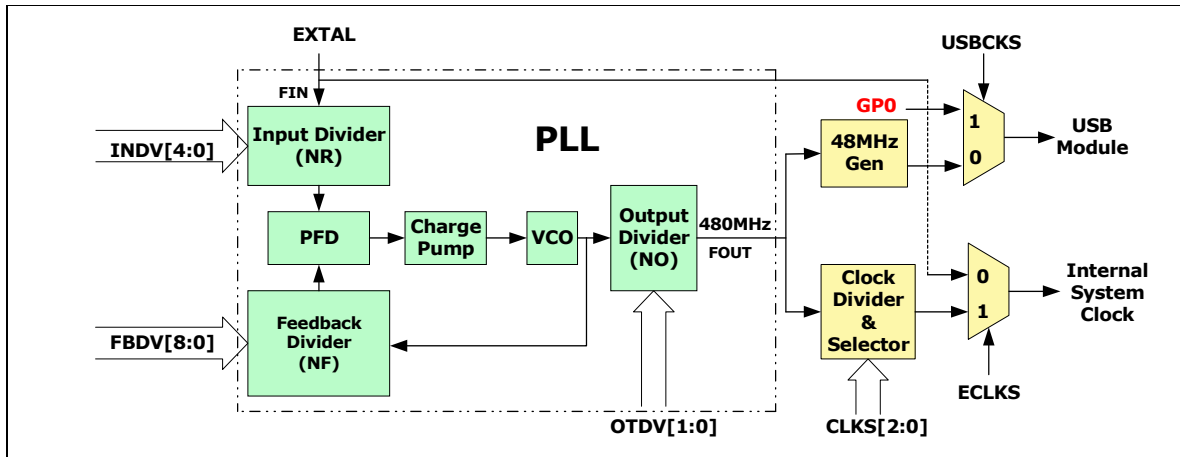 EXTAL
USBCKS
FIN
GP0
INDV[4:0]
Input Divider
(NR)
PLL
1
0
48MHz
Gen
USB
Module
PFD
Charge
Pump
VCO
Output
Divider
(NO)
480MHz
FOUT
Clock
Divider
&
Selector
0
1
Internal
System
Clock
FBDV[8:0]
Feedback
Divider
(NF)
OTDV[1:0]
CLKS[2:0]
ECLKS